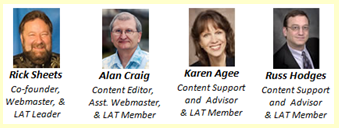 Rick Sheets
Co-founder,
Webmaster, &
LAT Leader
Alan Craig
Content Editor,
Asst. Webmaster,
& LAT Member
Karen Agee
Content Support
and Advisor
& LAT Member
Russ Hodges
Content Support
and Advisor
& LAT Member